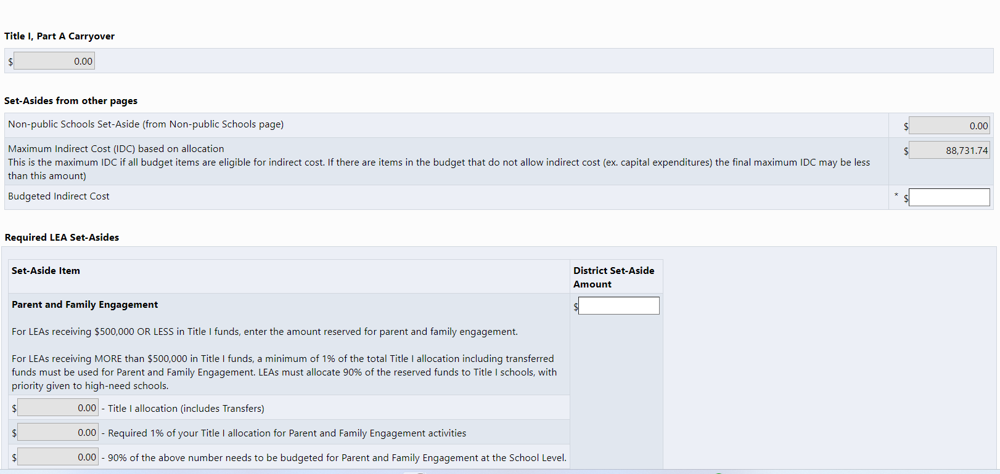 Title I, Part A Carryover
$ 0.00
Set-Asides from other pages
Non-public Schools Set-Aside (from Non-public Schools page)
$ 0.00
Maximum Indirect Cost (IDC) based on allocation
$ 88,731.74
This is the maximum IDC if all budget items are eligible for indirect cost. If there are items in the budget that do not allow indirect cost (ex. capital expenditures) the final maximum IDC may be less
than this amount)
Budgeted Indirect Cost
* $
Required LEA Set-Asides
Set-Aside Item
District Set-Aside
Amount
Parent and Family Engagement
$
For LEAs receiving $500,000 OR LESS in Title I funds, enter the amount reserved for parent and family engagement.
For LEAs receiving MORE than $500,000 in Title I funds, a minimum of 1% of the total Title I allocation including transferred
funds must be used for Parent and Family Engagement. LEAs must allocate 90% of the reserved funds to Title I schools, with
priority given to high-need schools.
$ 0.00 - Title I allocation (includes Transfers)
$ 0.00 - Required 1% of your Title I allocation for Parent and Family Engagement activities
$ 0.00 - 90% of the above number needs to be budgeted for Parent and Family Engagement at the School Level.